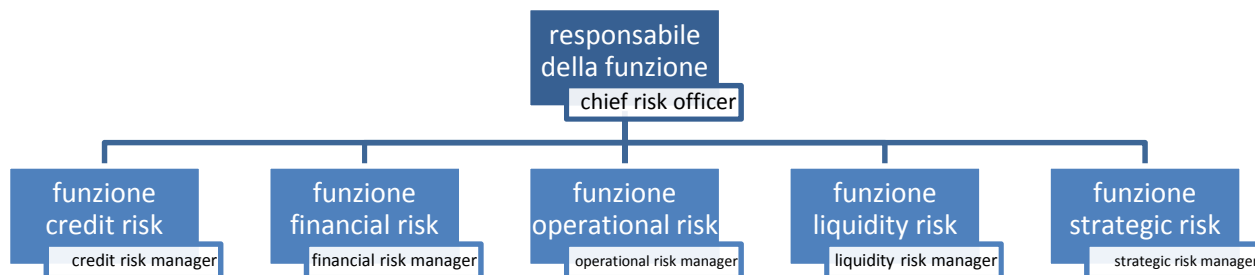 responsabile
della funzione
chief risk officer
funzione
credit risk
credit risk manager
funzione
financial risk
financial risk manager
funzione
operational risk
operational risk manager
funzione
liquidity risk
liquidity risk manager
funzione
strategic risk
strategic risk manager